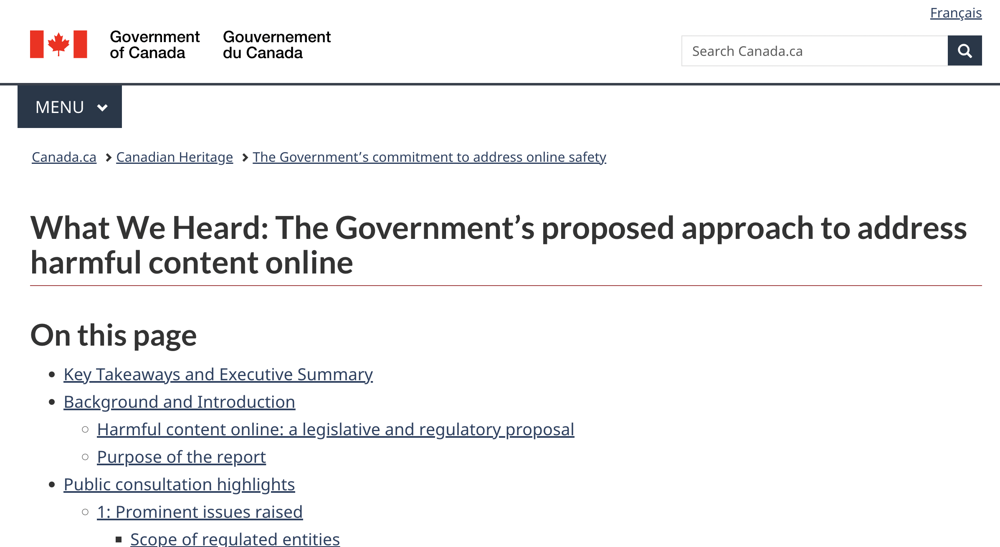 Français
Government
of Canada
Gouvernement
du Canada
Search Canada.ca
MENU
Canada.ca
Canadian Heritage
The Government’s commitment to address online safety
What We Heard: The Government’s proposed approach to address
harmful content online
On this page
Key Takeaways and Executive Summary
Background and Introduction
Harmful content online: a legislative and regulatory proposal
Purpose of the report
Public consultation highlights
1: Prominent issues raised
Scope of regulated entities